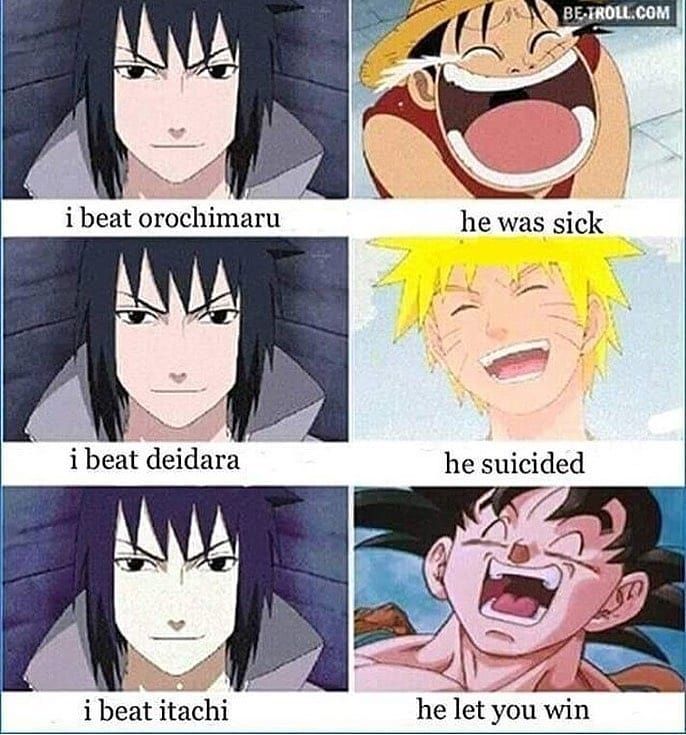 BE-TROLL.COM
i beat orochimaru
he was sick
i beat deidara
he suicided
i beat itachi
he let you win